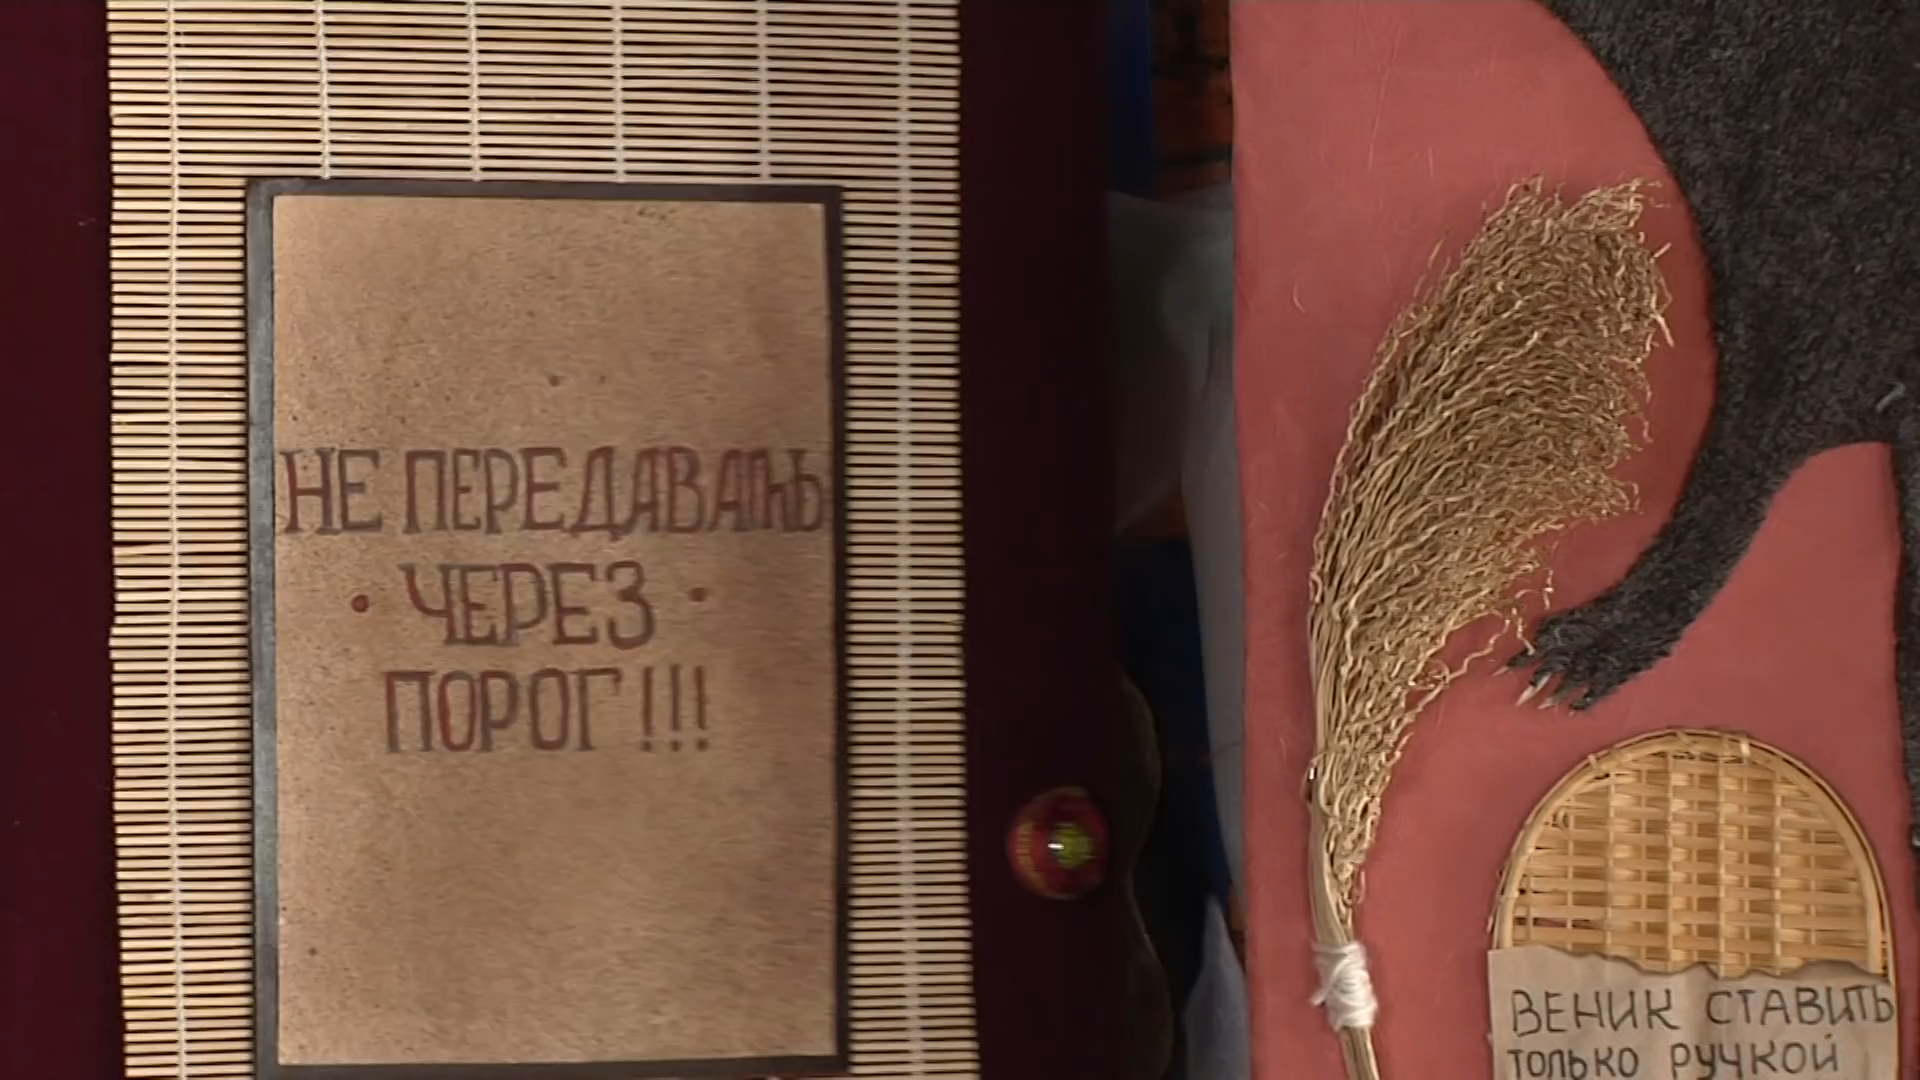 НЕ ПЕРЕДАВАТЬ
• ЧЕРЕЗ •
ПОРОГ!!!
ВЕНИК СТАВИТЬ
ТОЛЬКО РУЧКОЙ